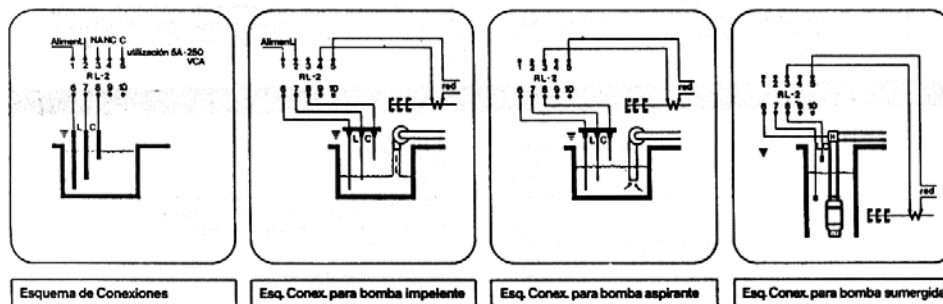 Aliment. NANC C
1 2 3 4 5
utilización 5A-250
VCA
RL-2
6 7 8 9 10
L C
Esquema de Conexiones
Aliment.
1 2 3 4 5
RL-2
6 7 8 9 10
red
L C
Esq. Conex. para bomba impelente
1 2 3 4 5
RL-2
6 7 8 9 10
red
L C
Esq. Conex. para bomba aspirante
1 2 3 4 5
RL-2
6 7 8 9 10
H
red
Esq. Conex. para bomba sumergida